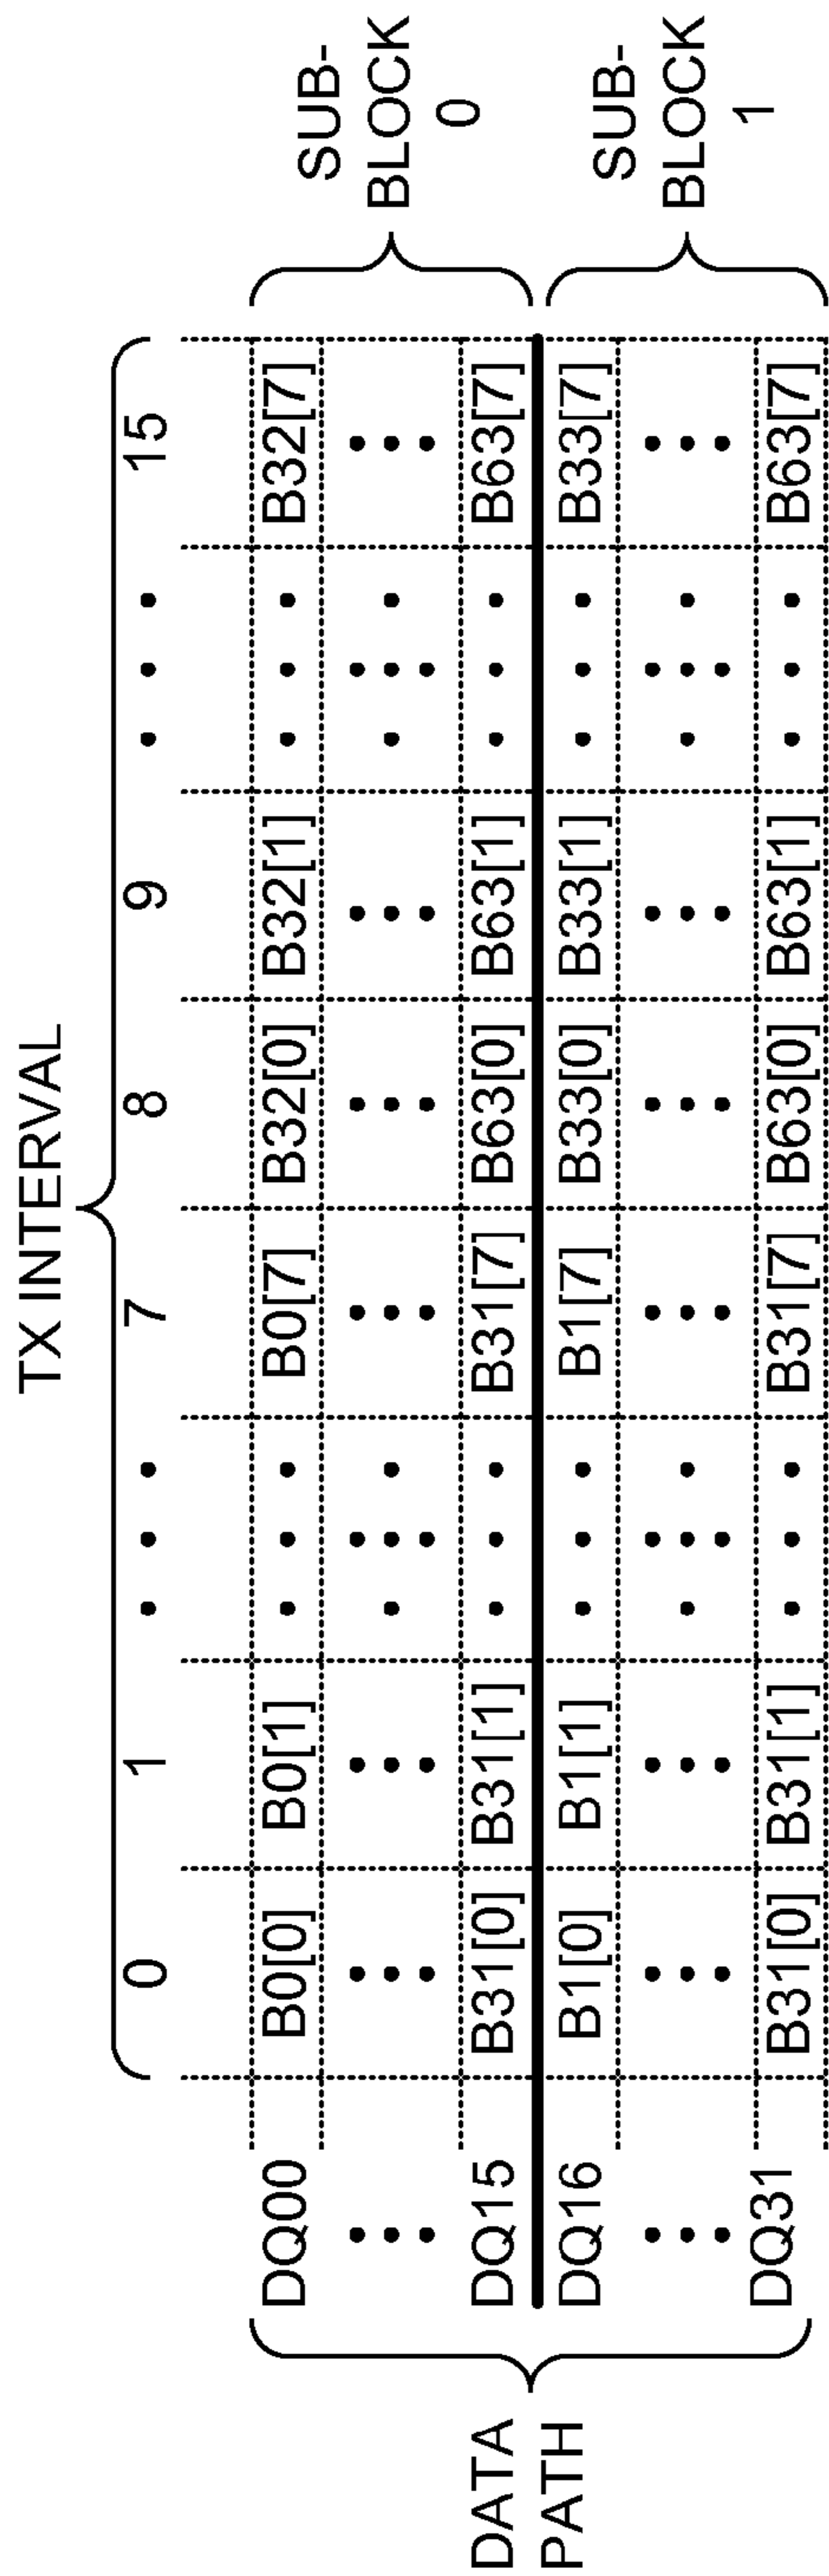 TX INTERVAL
0 1 • • • 7 8 9 • • • 15
DQ00 B0[0] B0[1] • • • B0[7] B32[0] B32[1] • • • B32[7]
DQ15 B31[0] B31[1] • • • B31[7] B63[0] B63[1] • • • B63[7]
DQ16 B1[0] B1[1] • • • B1[7] B33[0] B33[1] • • • B33[7]
DQ31 B31[0] B31[1] • • • B31[7] B63[0] B63[1] • • • B63[7]
DATA
PATH
SUB-
BLOCK
0
SUB-
BLOCK
1